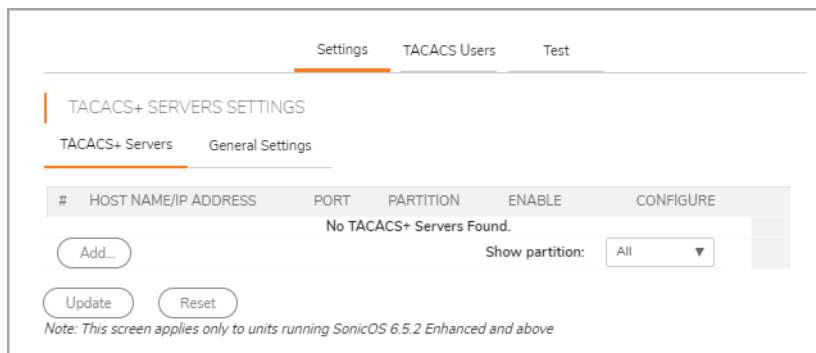 Settings TACACS Users Test
TACACS+ SERVERS SETTINGS
TACACS+ Servers General Settings
# HOST NAME/IP ADDRESS PORT PARTITION ENABLE CONFIGURE
No TACACS+ Servers Found.
Add... Show partition: All
Update Reset
Note: This screen applies only to units running SonicOS 6.5.2 Enhanced and above